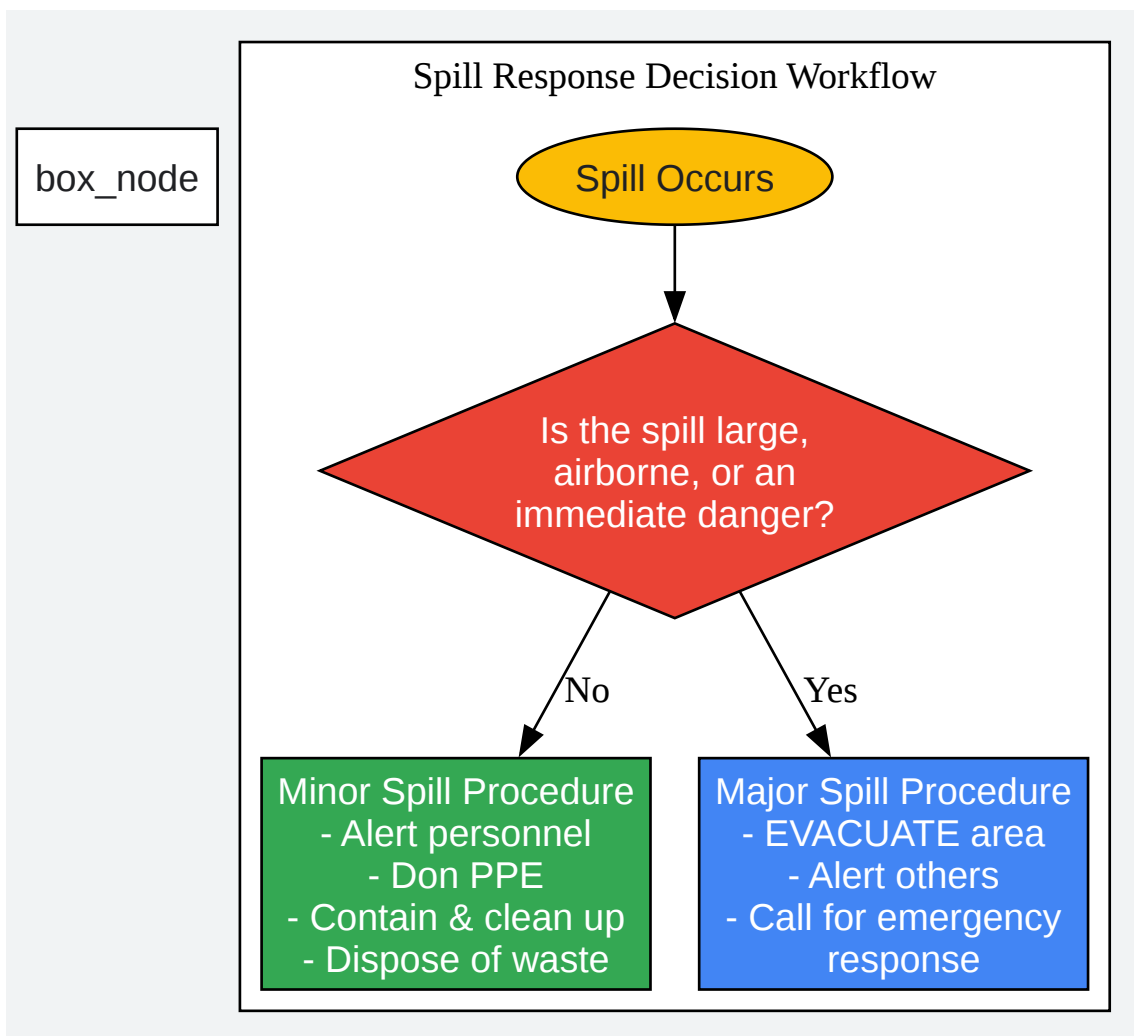 Spill Response Decision Workflow
box_node
Spill Occurs
Is the spill large,
airborne, or an
immediate danger?
No
Yes
Minor Spill Procedure
- Alert personnel
- Don PPE
- Contain & clean up
- Dispose of waste
Major Spill Procedure
- EVACUATE area
- Alert others
- Call for emergency
response